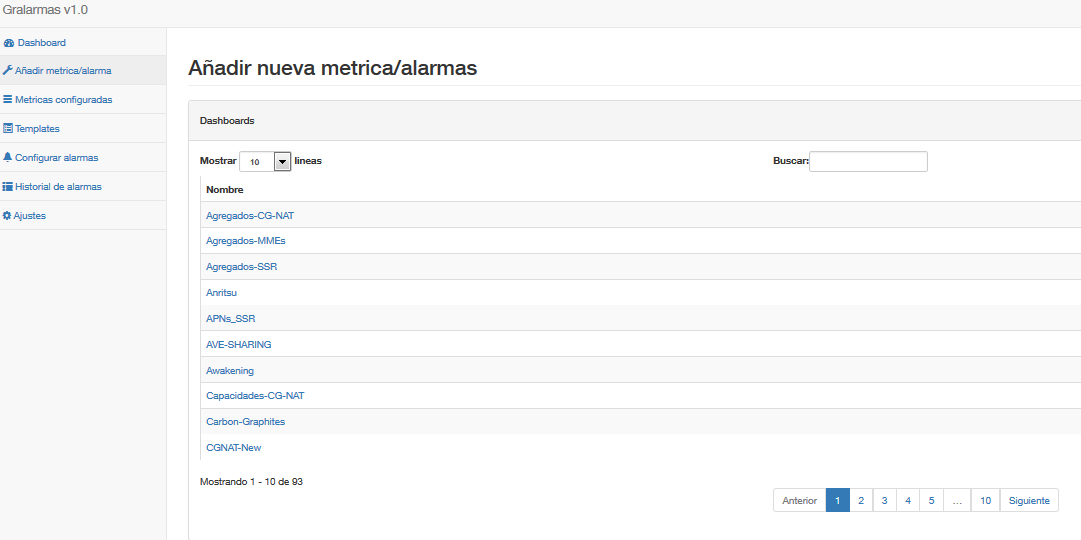 Gralarmas v1.0
Dashboard
Añadir metrica/alarma
Metricas configuradas
Templates
Configurar alarmas
Historial de alarmas
Ajustes
Añadir nueva metrica/alarmas
Dashboards
Mostrar 10 lineas Buscar:
Nombre
Agregados-CG-NAT
Agregados-MMEs
Agregados-SSR
Anritsu
APNs_SSR
AVE-SHARING
Awakening
Capacidades-CG-NAT
Carbon-Graphites
CGNAT-New
Mostrando 1 - 10 de 93
Anterior 1 2 3 4 5 ... 10 Siguiente